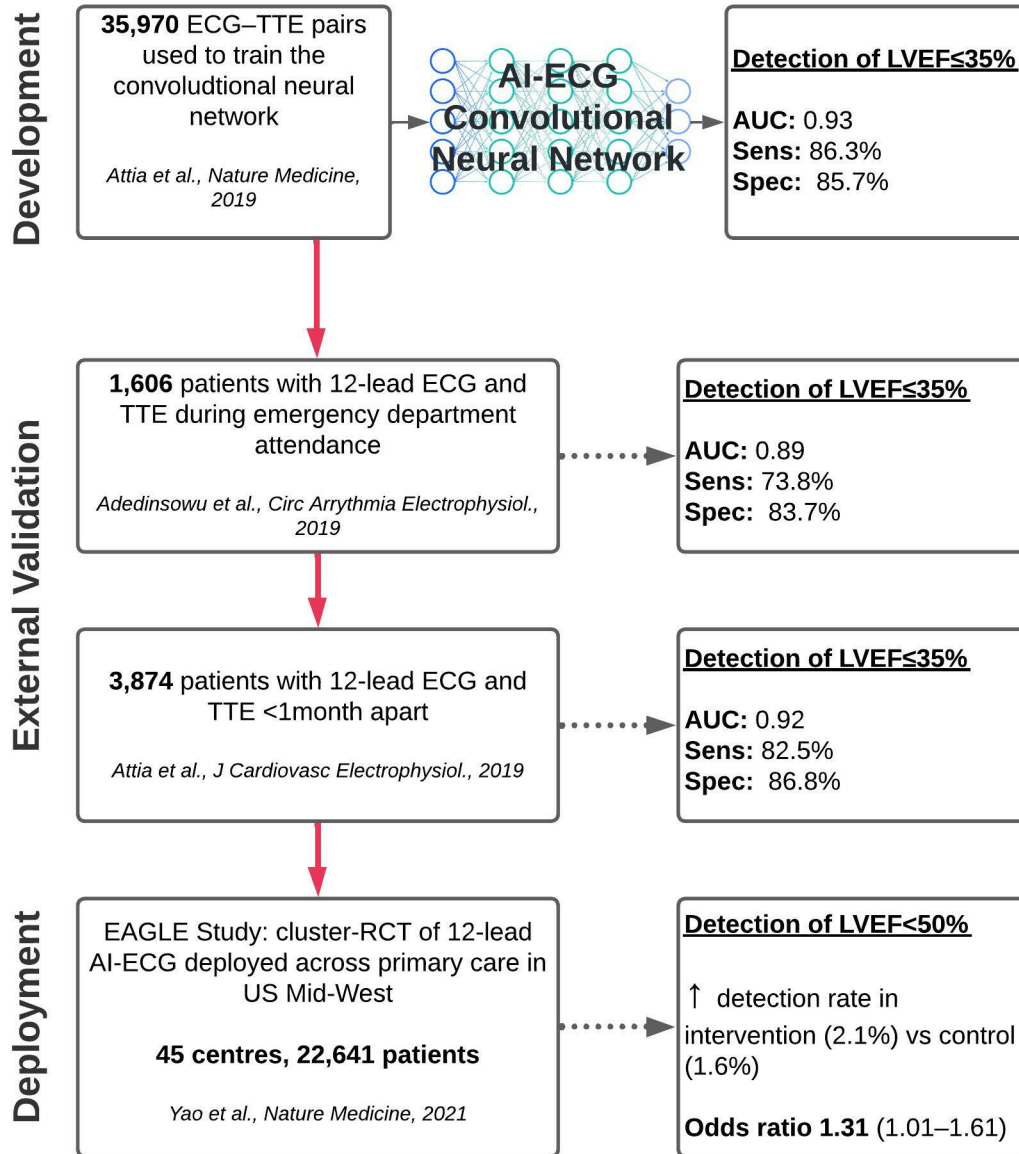 Development
35,970 ECG–TTE pairs
used to train the
convoludtional neural
network
Attia et al., Nature Medicine,
2019
AI-ECG
Convolutional
Neural Network
Detection of LVEF≤35%
AUC: 0.93
Sens: 86.3%
Spec: 85.7%
External Validation
1,606 patients with 12-lead ECG and
TTE during emergency department
attendance
Adedinsowu et al., Circ Arrythmia Electrophysiol.,
2019
Detection of LVEF≤35%
AUC: 0.89
Sens: 73.8%
Spec: 83.7%
3,874 patients with 12-lead ECG and
TTE <1month apart
Attia et al., J Cardiovasc Electrophysiol., 2019
Detection of LVEF≤35%
AUC: 0.92
Sens: 82.5%
Spec: 86.8%
Deployment
EAGLE Study: cluster-RCT of 12-lead
AI-ECG deployed across primary care in
US Mid-West
45 centres, 22,641 patients
Yao et al., Nature Medicine, 2021
Detection of LVEF<50%
↑ detection rate in
intervention (2.1%) vs control
(1.6%)
Odds ratio 1.31 (1.01–1.61)